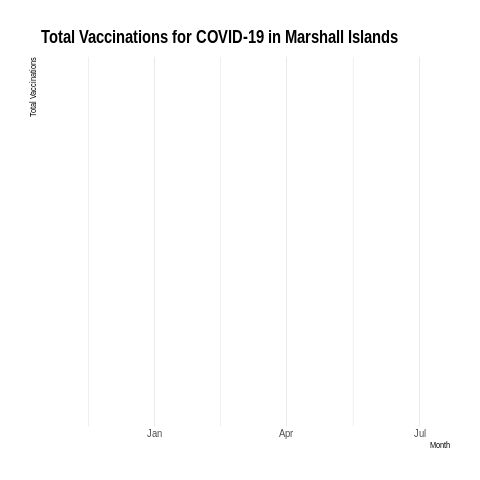 Total Vaccinations for COVID-19 in Marshall Islands
Total Vaccinations
Jan
Apr
Jul
Month